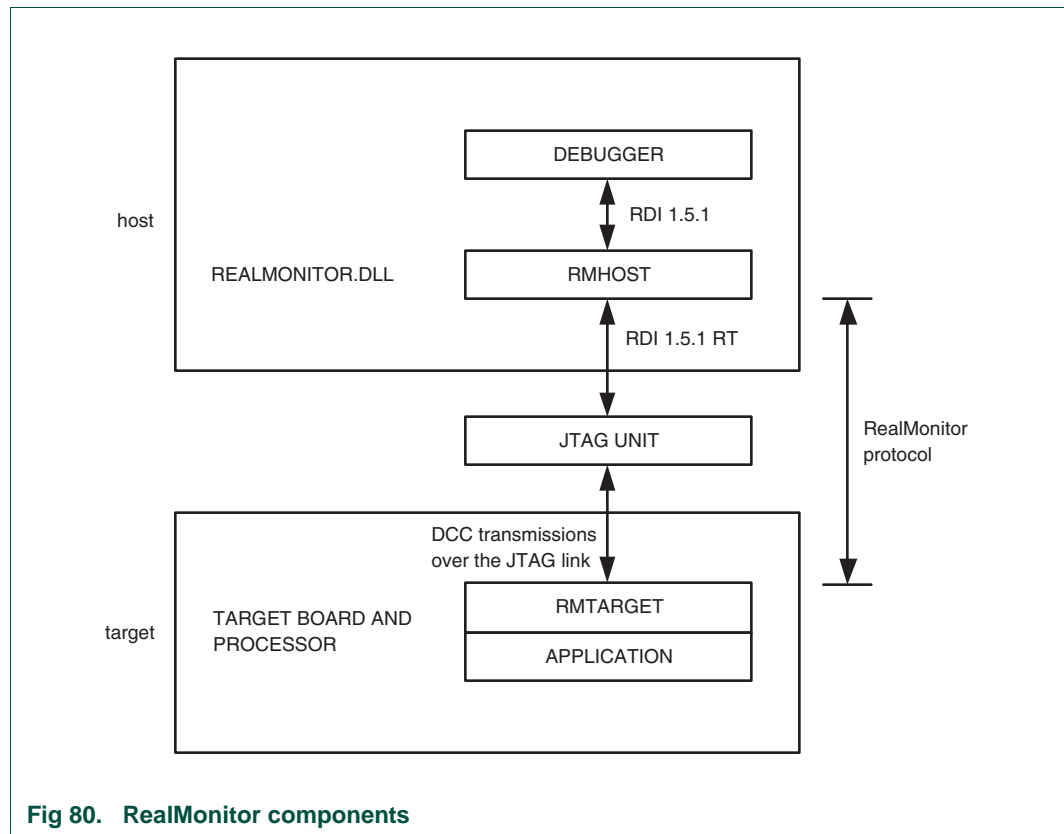 DEBUGGER
RDI 1.5.1
host
REALMONITOR.DLL
RMHOST
RDI 1.5.1 RT
JTAG UNIT
RealMonitor
protocol
DCC transmissions
over the JTAG link
RMTARGET
target
TARGET BOARD AND
PROCESSOR
APPLICATION
Fig 80. RealMonitor components